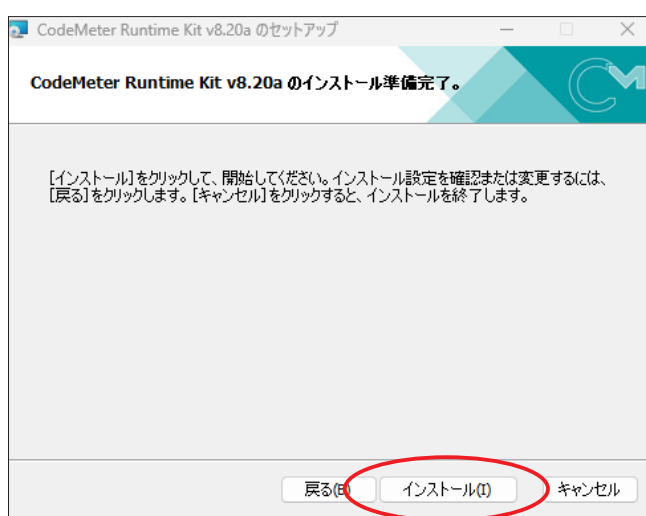 CodeMeter Runtime Kit v8.20a のセットアップ
CodeMeter Runtime Kit v8.20a のインストール準備完了。
[インストール]をクリックして、開始してください。インストール設定を確認または変更するには、
[戻る]をクリックします。[キャンセル]をクリックすると、インストールを終了します。
戻る(B) インストール(I) キャンセル